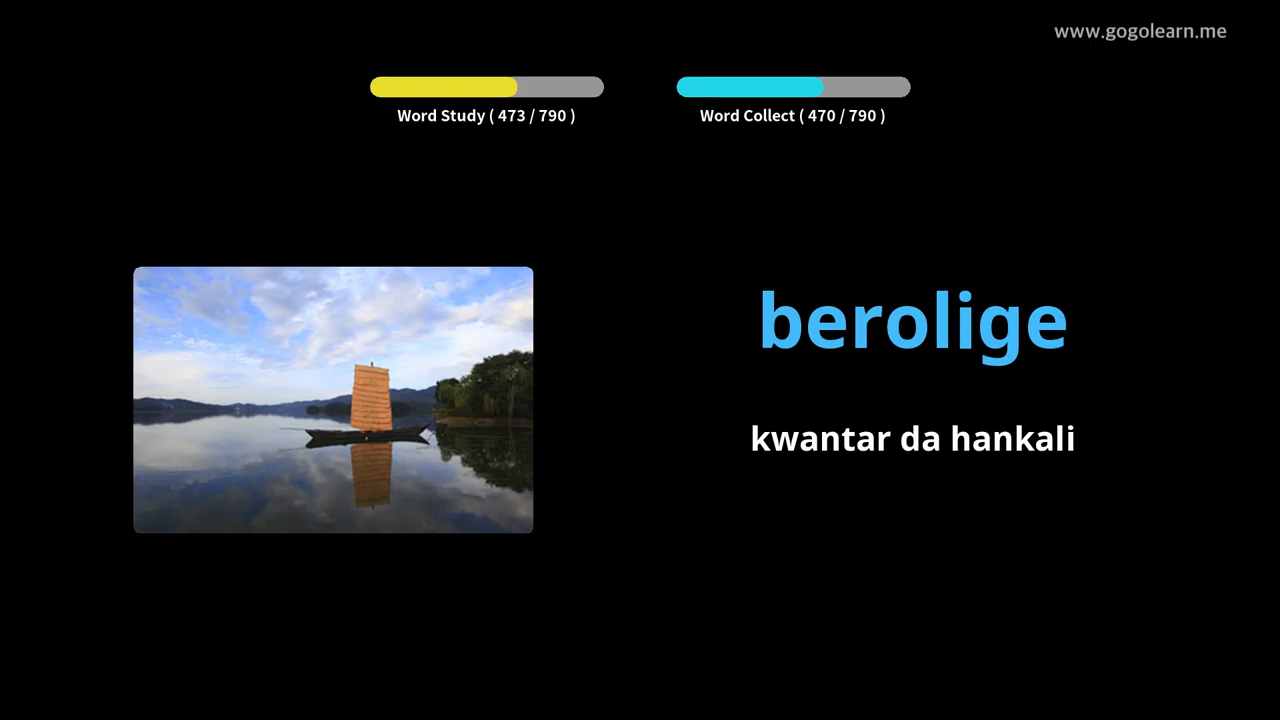 www.gogolearn.me
Word Study ( 473 / 790 )
Word Collect ( 470 / 790 )
berolige
kwantar da hankali